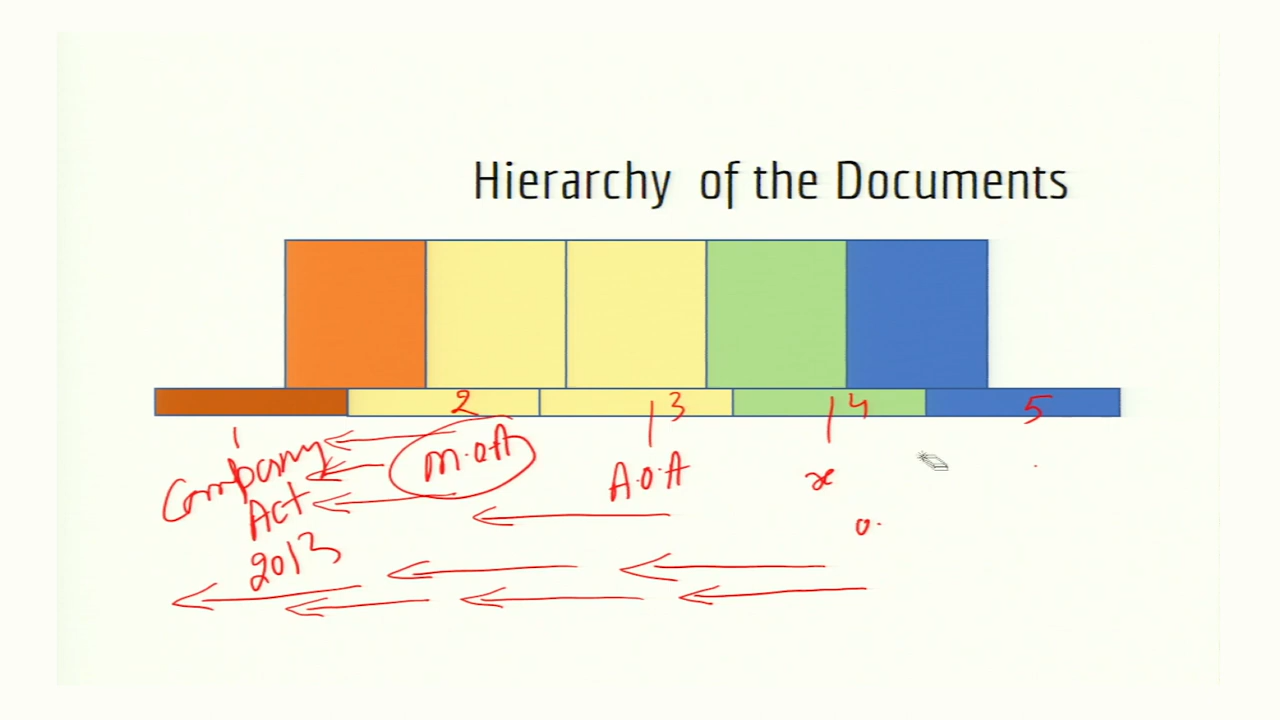 Hierarchy of the Documents
2 3 4 5
1
Company M.O.A A.O.A x
Act
2013